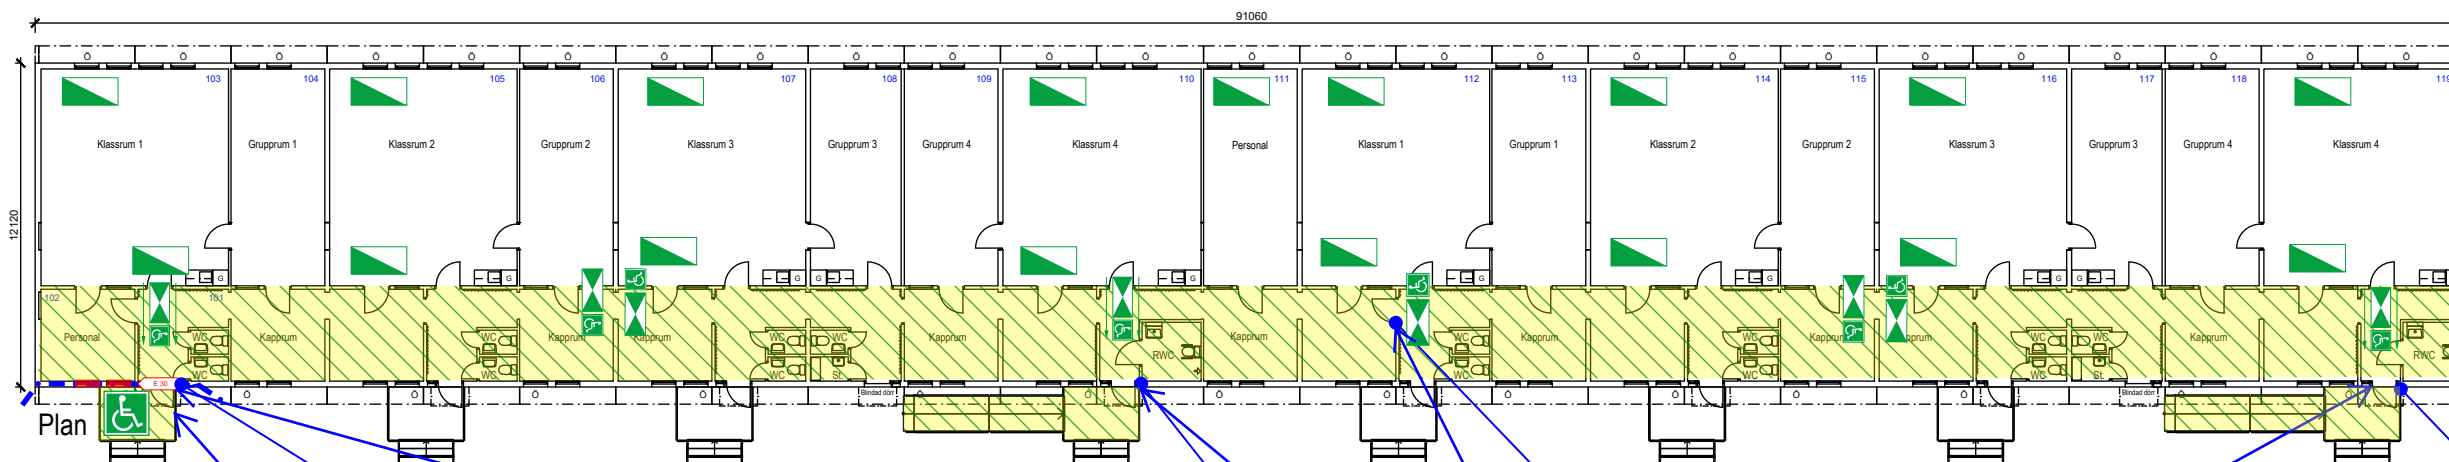 91060
Ö Ö Ö Ö Ö Ö Ö Ö Ö Ö Ö Ö Ö Ö Ö Ö Ö Ö Ö Ö Ö Ö Ö Ö Ö
103 104 105 106 107 108 109 110 111 112 113 114 115 116 117 118 119
Klassrum 1 Grupprum 1 Klassrum 2 Grupprum 2 Klassrum 3 Grupprum 3 Grupprum 4 Klassrum 4 Personal Klassrum 1 Grupprum 1 Klassrum 2 Grupprum 2 Klassrum 3 Grupprum 3 Grupprum 4 Klassrum 4
12120
G G G G G G G G G
102 101
Personal WC Kapprum WC Kapprum Kapprum WC WC Kapprum Kapprum WC Kapprum WC Kapprum Kapprum WC WC Kapprum
RWC RWC
WC WC WC St. WC WC WC St.
E 30
Ö Ö Blindad dörr Ö Ö Ö Ö Ö Blindad dörr Ö
Plan